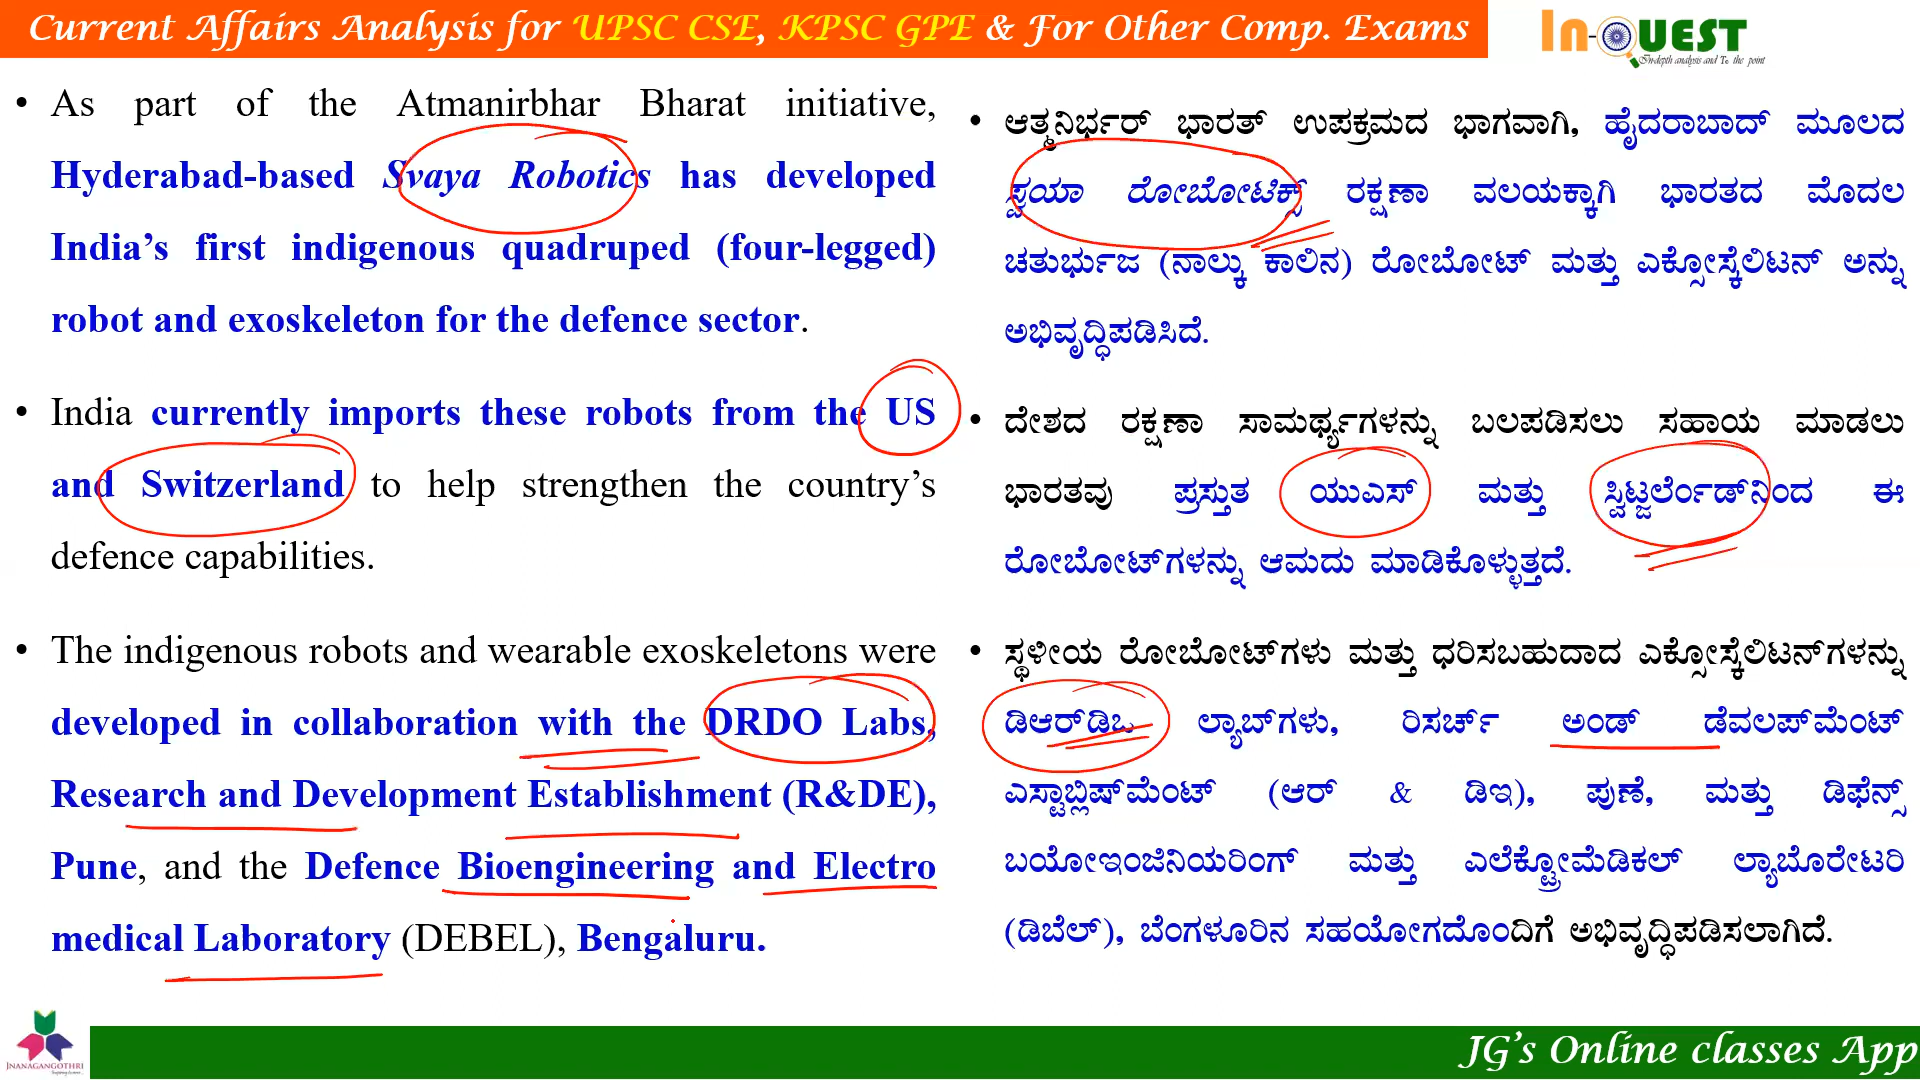 Current Affairs Analysis for UPSC CSE, KPSC GPE & For Other Comp. Exams
In-QUEST
In-depth analysis and To the point
• As part of the Atmanirbhar Bharat initiative,
Hyderabad-based Svaya Robotics has developed
India’s first indigenous quadruped (four-legged)
robot and exoskeleton for the defence sector.
• India currently imports these robots from the US
and Switzerland to help strengthen the country’s
defence capabilities.
• The indigenous robots and wearable exoskeletons were
developed in collaboration with the DRDO Labs,
Research and Development Establishment (R&DE),
Pune, and the Defence Bioengineering and Electro
medical Laboratory (DEBEL), Bengaluru.
• ಆತ್ಮನಿರ್ಭರ್ ಭಾರತ್ ಉಪಕ್ರಮದ ಭಾಗವಾಗಿ, ಹೈದರಾಬಾದ್ ಮೂಲದ
ಸ್ವಯಾ ರೋಬೋಟಿಕ್ಸ್ ರಕ್ಷಣಾ ವಲಯಕ್ಕಾಗಿ ಭಾರತದ ಮೊದಲ
ಚತುರ್ಭುಜ (ನಾಲ್ಕು ಕಾಲಿನ) ರೋಬೋಟ್ ಮತ್ತು ಎಕ್ಸೋಸ್ಕೆಲಿಟನ್ ಅನ್ನು
ಅಭಿವೃದ್ಧಿಪಡಿಸಿದೆ.
• ದೇಶದ ರಕ್ಷಣಾ ಸಾಮರ್ಥ್ಯಗಳನ್ನು ಬಲಪಡಿಸಲು ಸಹಾಯ ಮಾಡಲು
ಭಾರತವು ಪ್ರಸ್ತುತ ಯುಎಸ್ ಮತ್ತು ಸ್ವಿಟ್ಜರ್ಲೆಂಡ್‌ನಿಂದ ಈ
ರೋಬೋಟ್‌ಗಳನ್ನು ಆಮದು ಮಾಡಿಕೊಳ್ಳುತ್ತದೆ.
• ಸ್ಥಳೀಯ ರೋಬೋಟ್‌ಗಳು ಮತ್ತು ಧರಿಸಬಹುದಾದ ಎಕ್ಸೋಸ್ಕೆಲಿಟನ್‌ಗಳನ್ನು
ಡಿಆರ್‌ಡಿಒ ಲ್ಯಾಬ್‌ಗಳು, ರಿಸರ್ಚ್ ಅಂಡ್ ಡೆವಲಪ್‌ಮೆಂಟ್
ಎಸ್ಟಾಬ್ಲಿಷ್‌ಮೆಂಟ್ (ಆರ್ & ಡಿಇ), ಪುಣೆ, ಮತ್ತು ಡಿಫೆನ್ಸ್
ಬಯೋಇಂಜಿನಿಯರಿಂಗ್ ಮತ್ತು ಎಲೆಕ್ಟ್ರೋಮೆಡಿಕಲ್ ಲ್ಯಾಬೊರೇಟರಿ
(ಡಿಬೆಲ್), ಬೆಂಗಳೂರಿನ ಸಹಯೋಗದೊಂದಿಗೆ ಅಭಿವೃದ್ಧಿಪಡಿಸಲಾಗಿದೆ.
JNANAGANGOTHRI
JG’s Online classes App